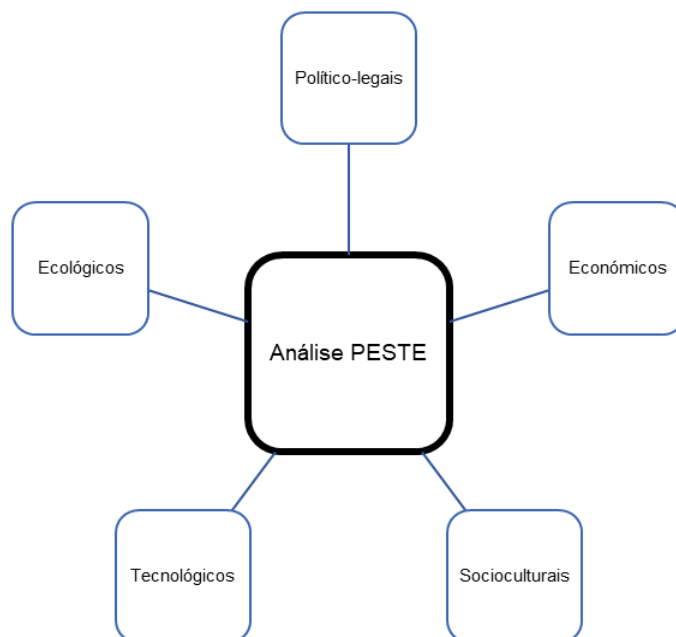 Político-legais
Ecológicos
Económicos
Análise PESTE
Tecnológicos
Socioculturais